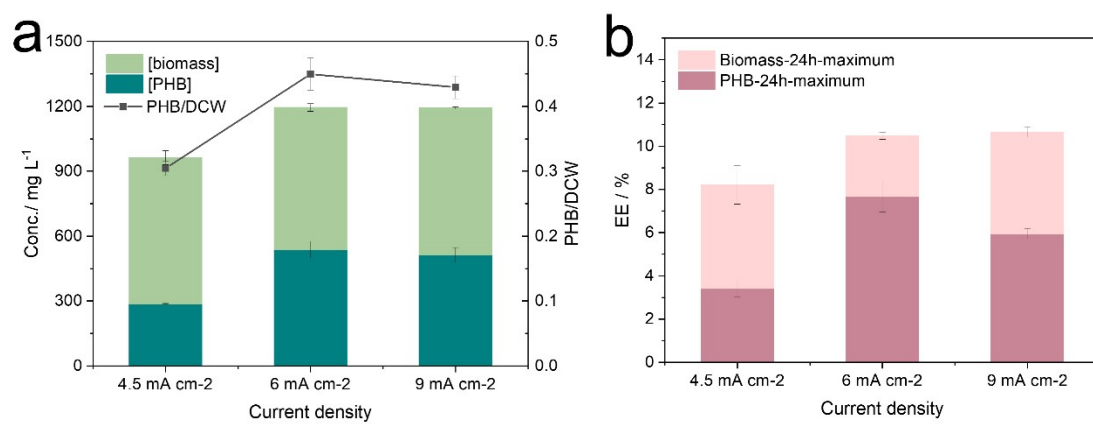 a
1500
1200
900
600
300
0
Conc./ mg L-1
[biomass]
[PHB]
PHB/DCW
0.5
0.4
0.3
0.2
0.1
0.0
PHB/DCW
4.5 mA cm-2
6 mA cm-2
9 mA cm-2
Current density
b
14
12
10
8
6
4
2
0
EE / %
Biomass-24h-maximum
PHB-24h-maximum
4.5 mA cm-2
6 mA cm-2
9 mA cm-2
Current density